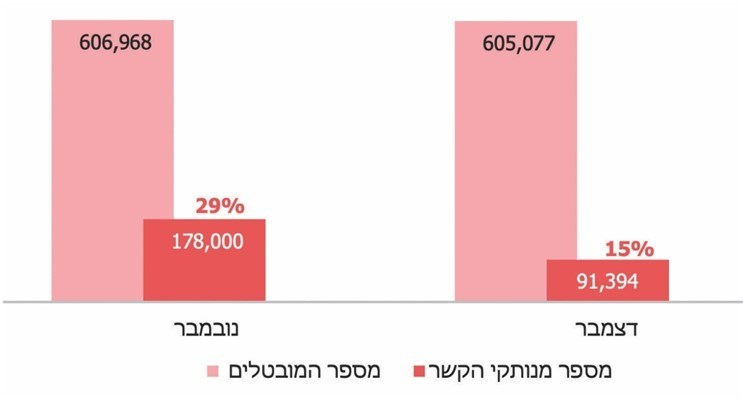 606,968
605,077
29%
178,000
15%
91,394
נובמבר
דצמבר
מספר המובטלים
מספר מנותקי הקשר